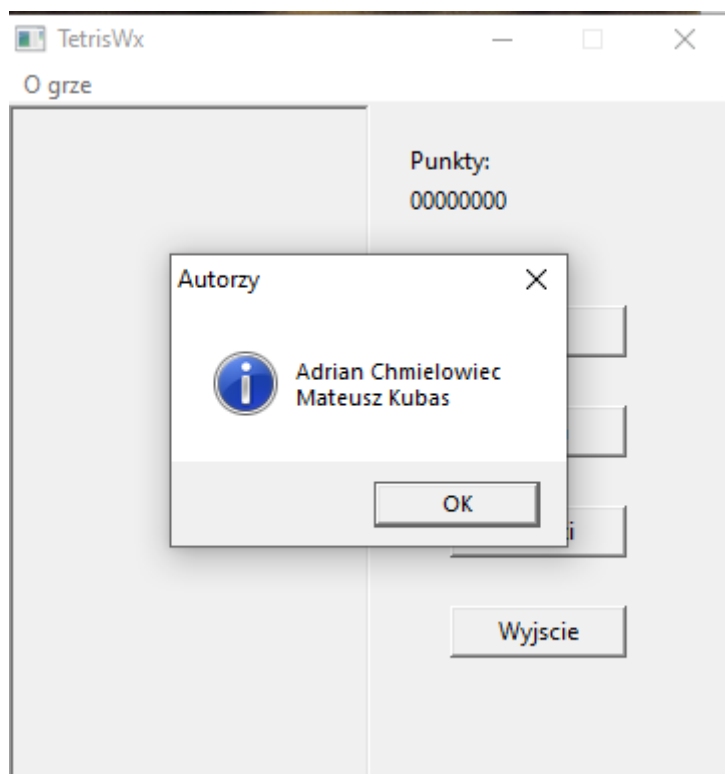 TetrisWx
O grze
Punkty:
00000000
Autorzy
Adrian Chmielowiec
Mateusz Kubas
OK
Wyjscie